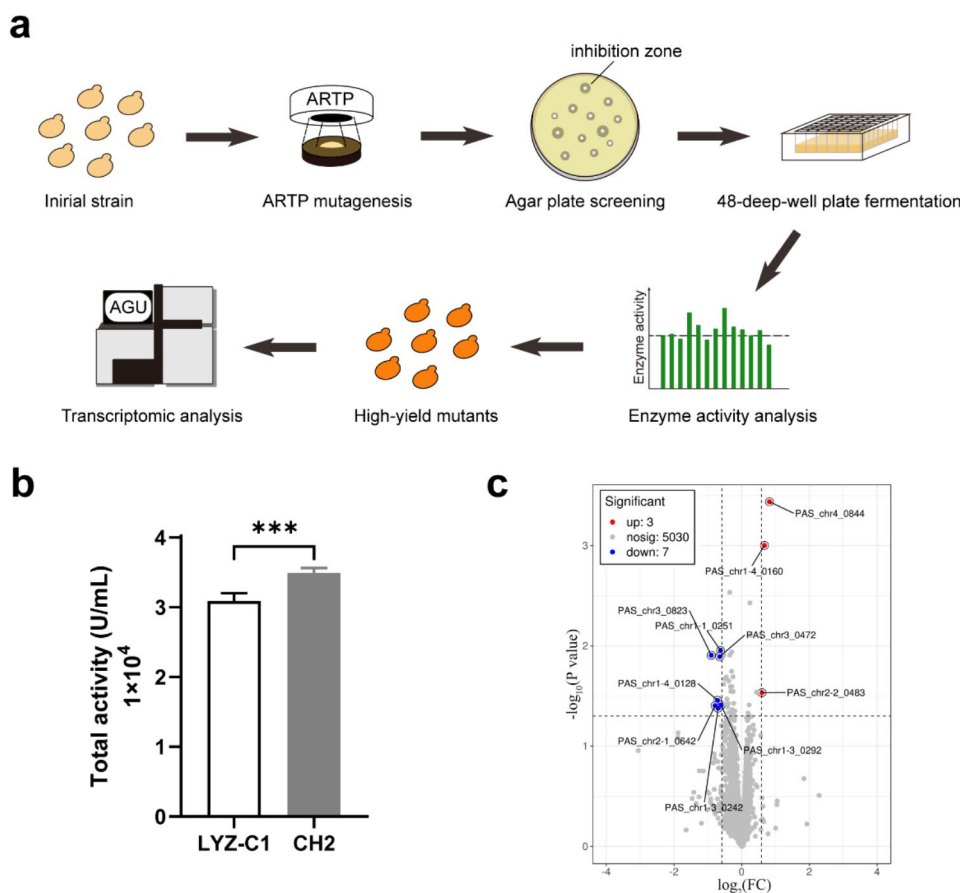 a
inhibition zone
ARTP
Inirial strain
ARTP mutagenesis
Agar plate screening
48-deep-well plate fermentation
AGU
Enzyme activity
Transcriptomic analysis
High-yield mutants
Enzyme activity analysis
b
Total activity (U/mL)
1×10⁴
4
3
2
1
0
***
LYZ-C1
CH2
c
Significant
up: 3
nosig: 5030
down: 7
PAS_chr4_0844
PAS_chr1-4_0160
PAS_chr3_0823
PAS_chr1-1_0251
PAS_chr3_0472
PAS_chr1-4_0128
PAS_chr2-2_0483
PAS_chr2-1_0642
PAS_chr1-3_0292
PAS_chr1-3_0242
-log₁₀(P value)
3
2
1
0
-4
-2
0
2
4
log₂(FC)